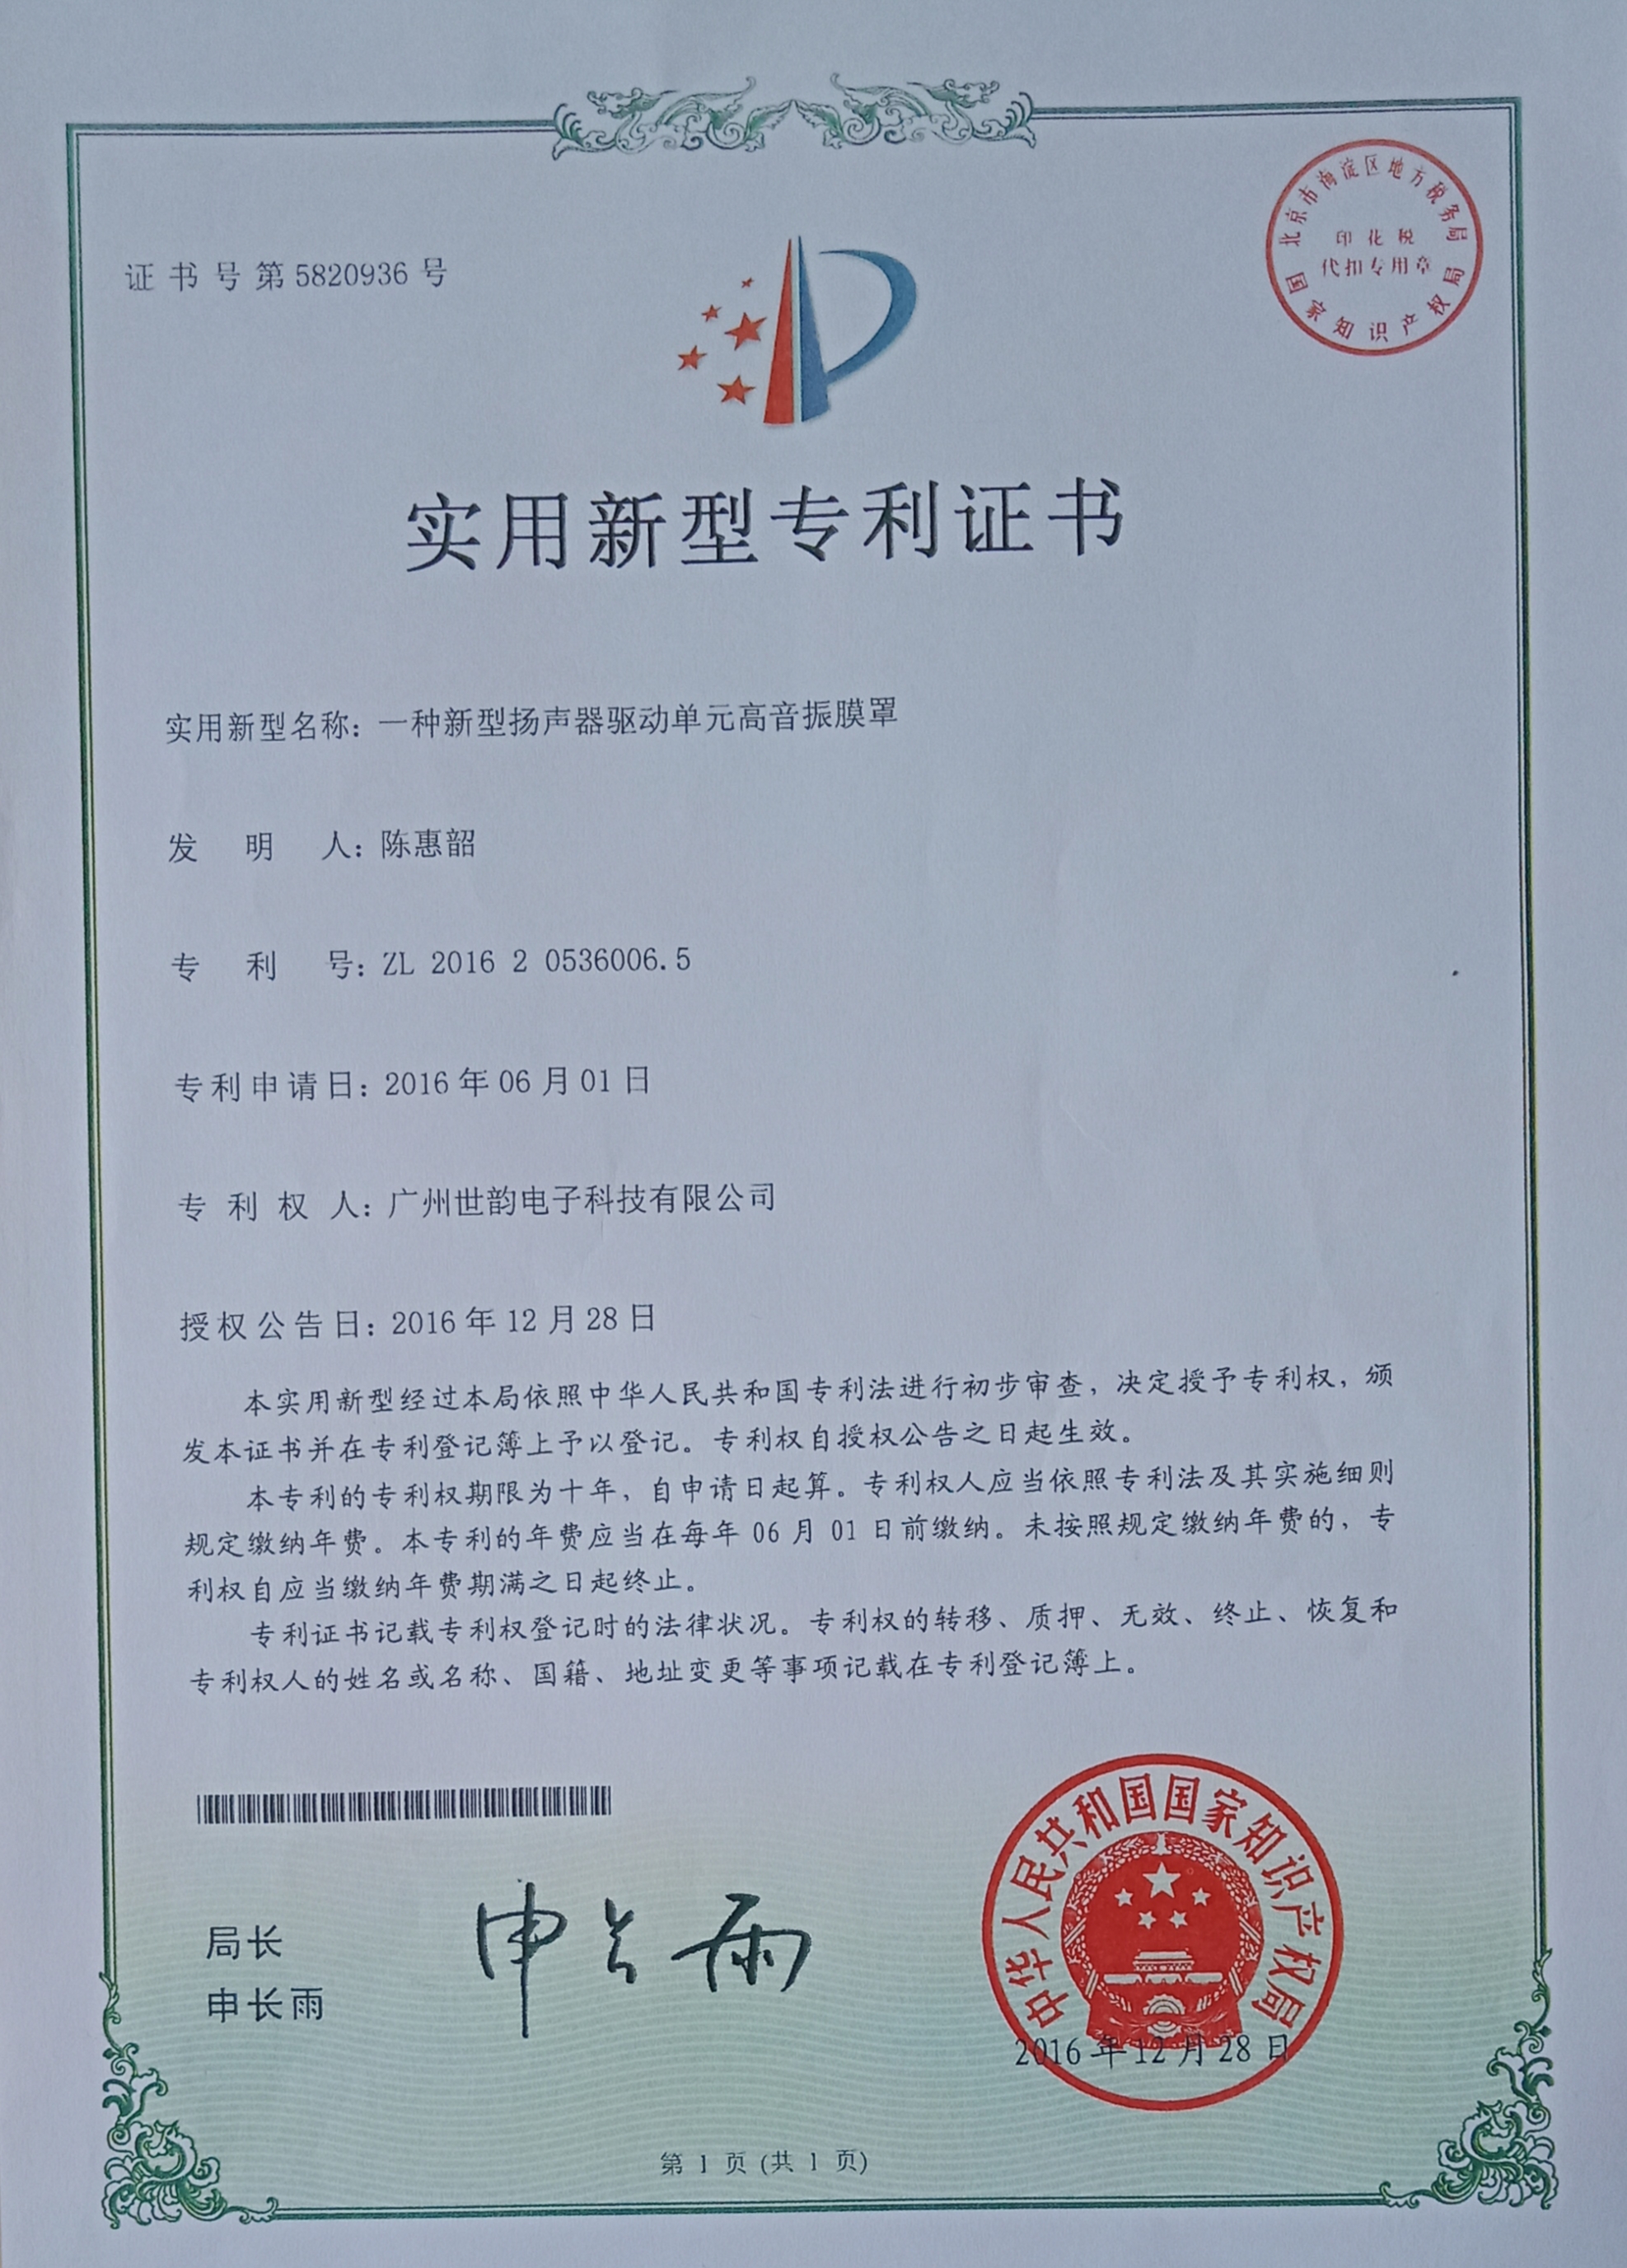 北京市海淀区地方税务局
印花税
代扣专用章
国家知识产权局
证书号第5820936号
实用新型专利证书
实用新型名称：一种新型扬声器驱动单元高音振膜罩
发明人：陈惠韶
专利号：ZL 2016 2 0536006.5
专利申请日：2016年06月01日
专利权人：广州世韵电子科技有限公司
授权公告日：2016年12月28日
本实用新型经过本局依照中华人民共和国专利法进行初步审查，决定授予专利权，颁
发本证书并在专利登记簿上予以登记。专利权自授权公告之日起生效。
本专利的专利权期限为十年，自申请日起算。专利权人应当依照专利法及其实施细则
规定缴纳年费。本专利的年费应当在每年 06 月 01 日前缴纳。未按照规定缴纳年费的，专
利权自应当缴纳年费期满之日起终止。
专利证书记载专利权登记时的法律状况。专利权的转移、质押、无效、终止、恢复和
专利权人的姓名或名称、国籍、地址变更等事项记载在专利登记簿上。
局长
申长雨
申长雨
中华人民共和国国家知识产权局
2016年12月28日
第 1 页 (共 1 页)